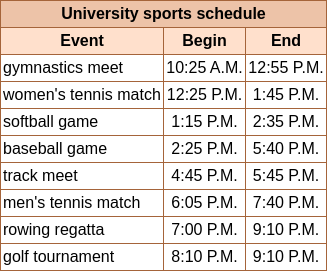 University sports schedule
Event Begin End
gymnastics meet 10:25 A.M. 12:55 P.M.
women's tennis match 12:25 P.M. 1:45 P.M.
softball game 1:15 P.M. 2:35 P.M.
baseball game 2:25 P.M. 5:40 P.M.
track meet 4:45 P.M. 5:45 P.M.
men's tennis match 6:05 P.M. 7:40 P.M.
rowing regatta 7:00 P.M. 9:10 P.M.
golf tournament 8:10 P.M. 9:10 P.M.